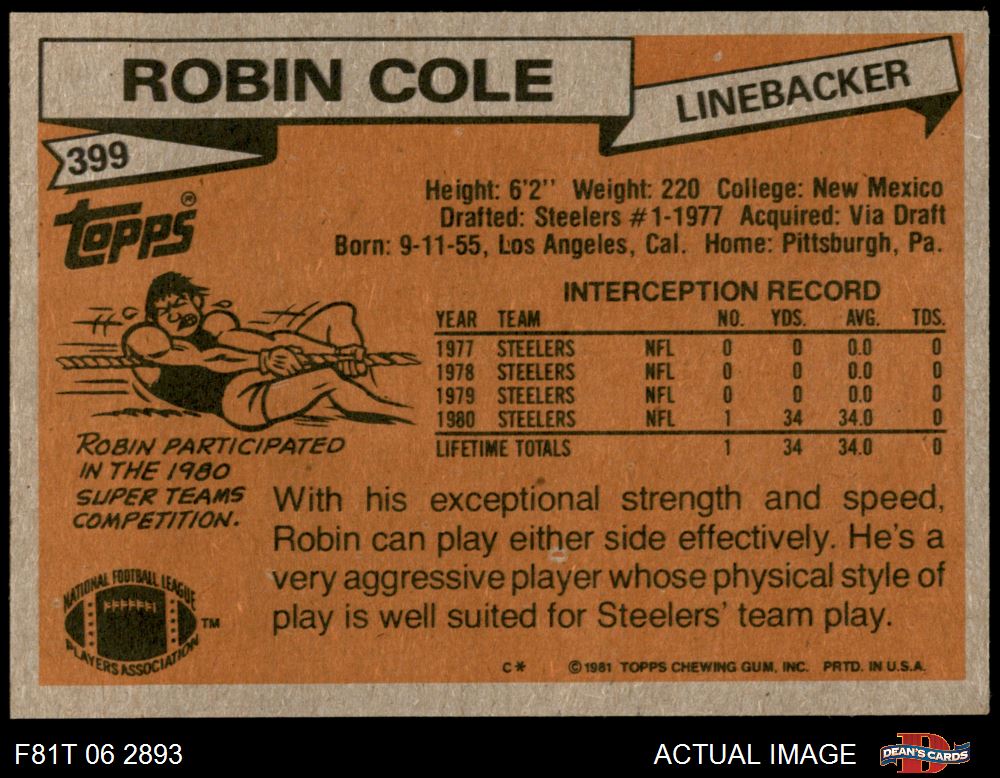 ROBIN COLE
LINEBACKER
399
TOPPS®
Height: 6'2'' Weight: 220 College: New Mexico
Drafted: Steelers #1-1977 Acquired: Via Draft
Born: 9-11-55, Los Angeles, Cal. Home: Pittsburgh, Pa.
INTERCEPTION RECORD
YEAR TEAM NO. YDS. AVG. TDS.
1977 STEELERS NFL 0 0 0.0 0
1978 STEELERS NFL 0 0 0.0 0
1979 STEELERS NFL 0 0 0.0 0
1980 STEELERS NFL 1 34 34.0 0
LIFETIME TOTALS 1 34 34.0 0
ROBIN PARTICIPATED
IN THE 1980
SUPER TEAMS
COMPETITION.
With his exceptional strength and speed,
Robin can play either side effectively. He's a
very aggressive player whose physical style of
play is well suited for Steelers' team play.
NATIONAL FOOTBALL LEAGUE
PLAYERS ASSOCIATION
TM
C* ©1981 TOPPS CHEWING GUM, INC. PRTD. IN U.S.A.
F81T 06 2893
ACTUAL IMAGE
D
DEAN'S CARDS